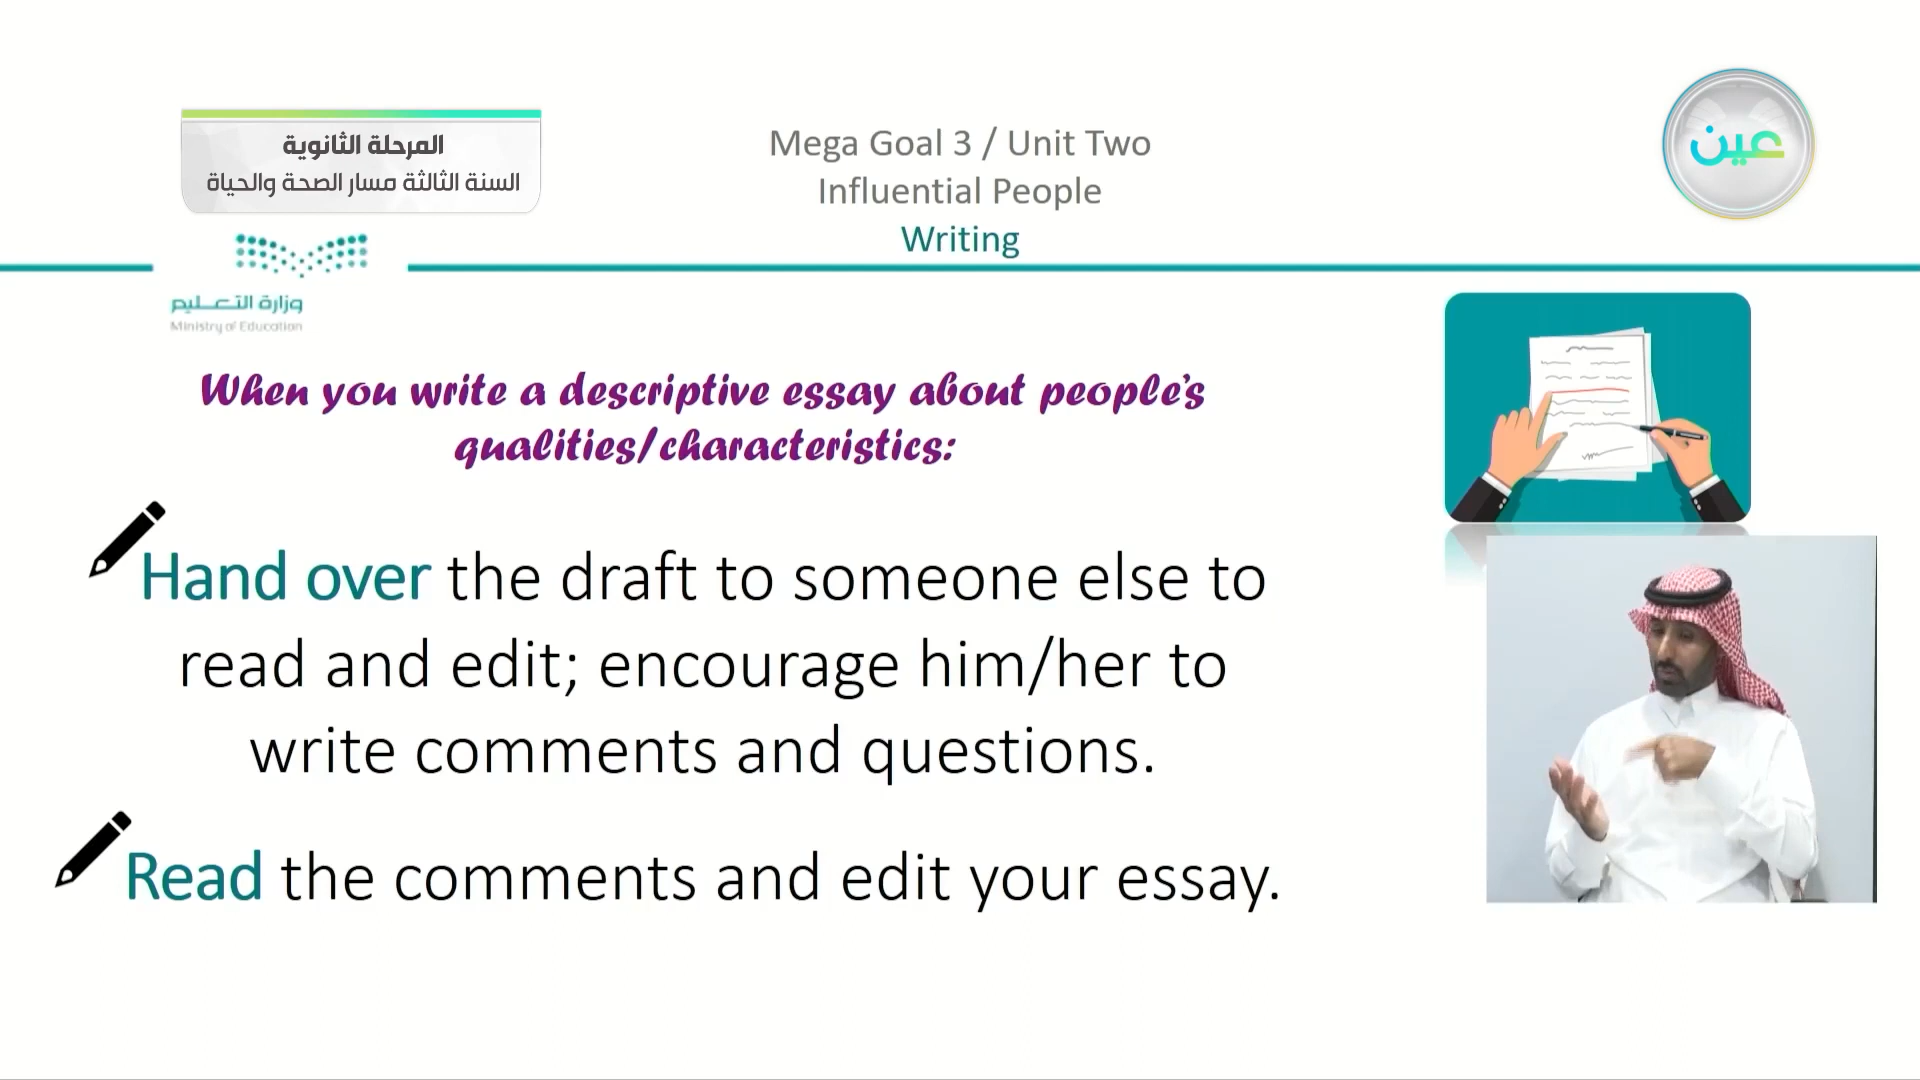 المرحلة الثانوية
السنة الثالثة مسار الصحة والحياة
Mega Goal 3 / Unit Two
Influential People
Writing
عين
وزارة التعليم
Ministry of Education
When you write a descriptive essay about people's
qualities/characteristics:
Hand over the draft to someone else to
read and edit; encourage him/her to
write comments and questions.
Read the comments and edit your essay.